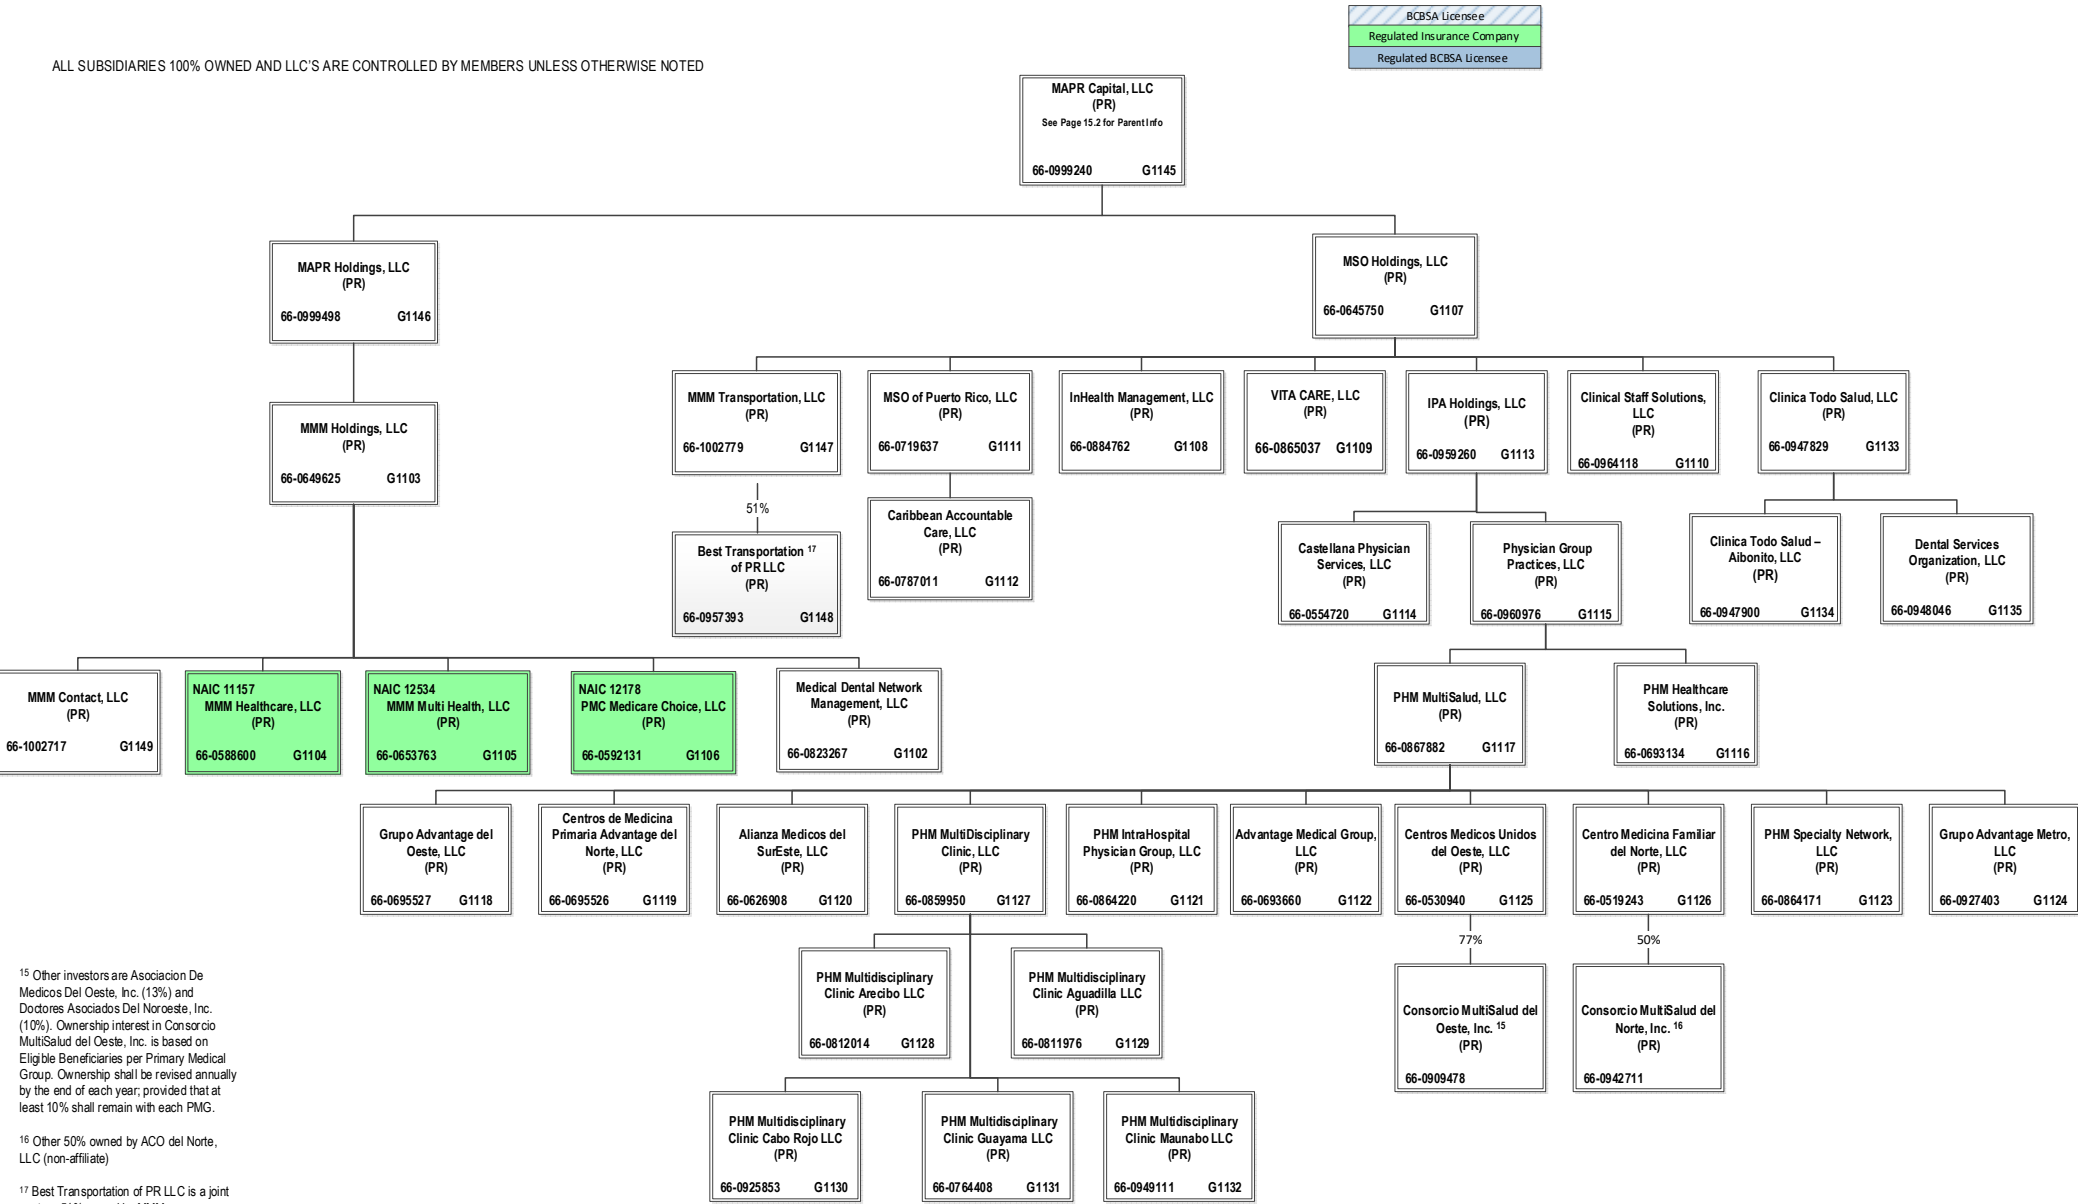 BCBSA Licensee
Regulated Insurance Company
Regulated BCBSA Licensee
ALL SUBSIDIARIES 100% OWNED AND LLC'S ARE CONTROLLED BY MEMBERS UNLESS OTHERWISE NOTED
MAPR Capital, LLC
(PR)
See Page 15.2 for Parent Info
66-0999240 G1145
MAPR Holdings, LLC
(PR)
66-0999498 G1146
MSO Holdings, LLC
(PR)
66-0645750 G1107
MMM Holdings, LLC
(PR)
66-0649625 G1103
MMM Transportation, LLC
(PR)
66-1002779 G1147
MSO of Puerto Rico, LLC
(PR)
66-0719637 G1111
InHealth Management, LLC
(PR)
66-0884762 G1108
VITA CARE, LLC
(PR)
66-0865037 G1109
IPA Holdings, LLC
(PR)
66-0959260 G1113
Clinical Staff Solutions,
LLC
(PR)
66-0964118 G1110
Clinica Todo Salud, LLC
(PR)
66-0947829 G1133
51%
Best Transportation 17
of PR LLC
(PR)
66-0957393 G1148
Caribbean Accountable
Care, LLC
(PR)
66-0787011 G1112
Castellana Physician
Services, LLC
(PR)
66-0554720 G1114
Physician Group
Practices, LLC
(PR)
66-0960976 G1115
Clinica Todo Salud –
Aibonito, LLC
(PR)
66-0947900 G1134
Dental Services
Organization, LLC
(PR)
66-0948046 G1135
MMM Contact, LLC
(PR)
66-1002717 G1149
NAIC 11157
MMM Healthcare, LLC
(PR)
66-0588600 G1104
NAIC 12534
MMM Multi Health, LLC
(PR)
66-0653763 G1105
NAIC 12178
PMC Medicare Choice, LLC
(PR)
66-0592131 G1106
Medical Dental Network
Management, LLC
(PR)
66-0823267 G1102
PHM MultiSalud, LLC
(PR)
66-0867882 G1117
PHM Healthcare
Solutions, Inc.
(PR)
66-0693134 G1116
Grupo Advantage del
Oeste, LLC
(PR)
66-0695527 G1118
Centros de Medicina
Primaria Advantage del
Norte, LLC
(PR)
66-0695526 G1119
Alianza Medicos del
SurEste, LLC
(PR)
66-0626908 G1120
PHM MultiDisciplinary
Clinic, LLC
(PR)
66-0859950 G1127
PHM IntraHospital
Physician Group, LLC
(PR)
66-0864220 G1121
Advantage Medical Group,
LLC
(PR)
66-0693660 G1122
Centros Medicos Unidos
del Oeste, LLC
(PR)
66-0530940 G1125
Centro Medicina Familiar
del Norte, LLC
(PR)
66-0519243 G1126
PHM Specialty Network,
LLC
(PR)
66-0864171 G1123
Grupo Advantage Metro,
LLC
(PR)
66-0927403 G1124
77%
50%
PHM Multidisciplinary
Clinic Arecibo LLC
(PR)
66-0812014 G1128
PHM Multidisciplinary
Clinic Aguadilla LLC
(PR)
66-0811976 G1129
Consorcio MultiSalud del
Oeste, Inc. 15
(PR)
66-0909478
Consorcio MultiSalud del
Norte, Inc. 16
(PR)
66-0942711
PHM Multidisciplinary
Clinic Cabo Rojo LLC
(PR)
66-0925853 G1130
PHM Multidisciplinary
Clinic Guayama LLC
(PR)
66-0764408 G1131
PHM Multidisciplinary
Clinic Maunabo LLC
(PR)
66-0949111 G1132
15 Other investors are Asociacion De
Medicos Del Oeste, Inc. (13%) and
Doctores Asociados Del Noroeste, Inc.
(10%). Ownership interest in Consorcio
MultiSalud del Oeste, Inc. is based on
Eligible Beneficiaries per Primary Medical
Group. Ownership shall be revised annually
by the end of each year; provided that at
least 10% shall remain with each PMG.
16 Other 50% owned by ACO del Norte,
LLC (non-affiliate)
17 Best Transportation of PR LLC is a joint